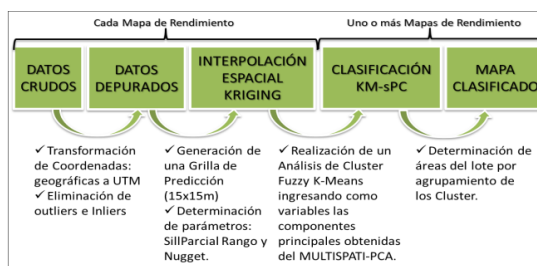 Cada Mapa de Rendimiento
Uno o más Mapas de Rendimiento
DATOS
CRUDOS
DATOS
DEPURADOS
INTERPOLACIÓN
ESPACIAL
KRIGING
CLASIFICACIÓN
KM-sPC
MAPA
CLASIFICADO
✓ Transformación
de Coordenadas:
geográficas a UTM
✓ Eliminación de
outliers e Inliers
✓ Generación de
una Grilla de
Predicción
(15x15m)
✓ Determinación
de parámetros:
SillParcial Rango y
Nugget.
✓ Realización de un
Análisis de Cluster
Fuzzy K-Means
ingresando como
variables las
componentes
principales obtenidas
del MULTISPATI-PCA.
✓ Determinación de
áreas del lote por
agrupamiento de
los Cluster.